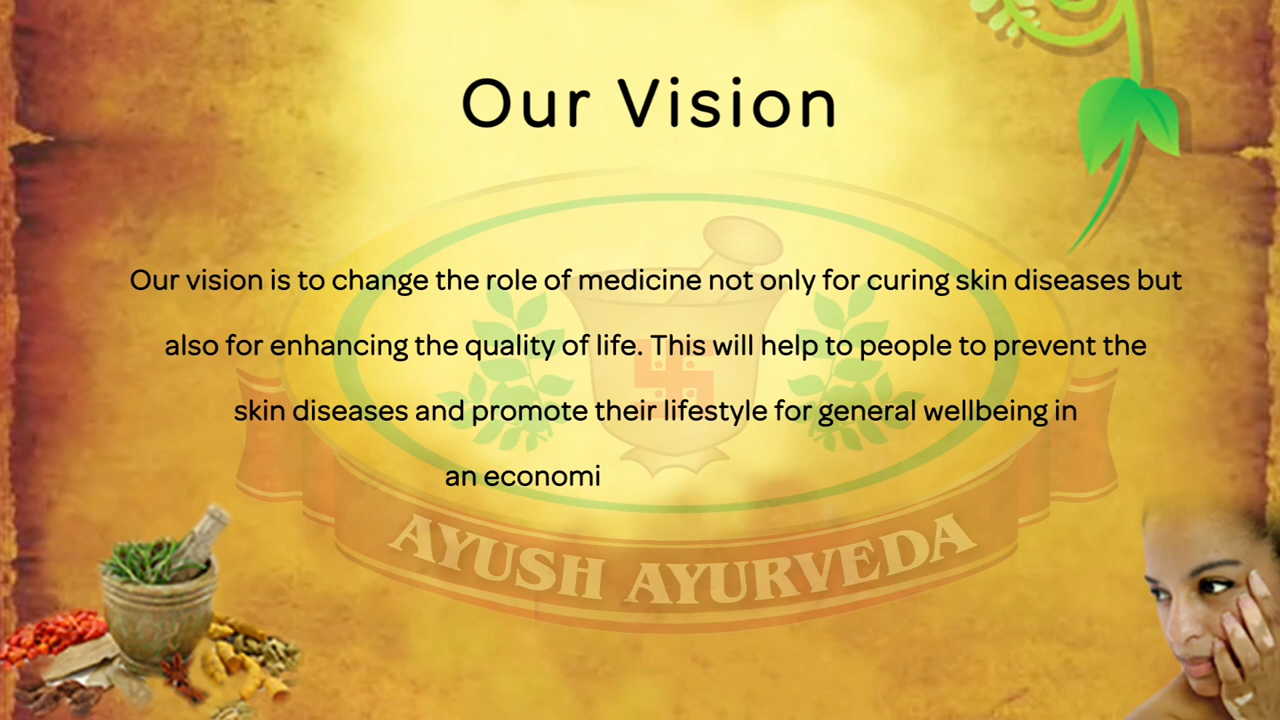 Our Vision
Our vision is to change the role of medicine not only for curing skin diseases but
also for enhancing the quality of life. This will help to people to prevent the
skin diseases and promote their lifestyle for general wellbeing in
an economi
AYUSH AYURVEDA